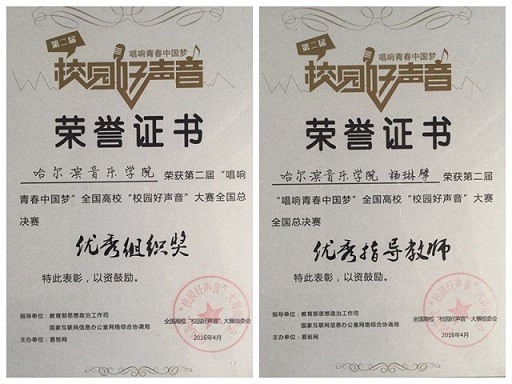 第二届
唱响青春中国梦
校园好声音
荣誉证书
哈尔滨音乐学院 荣获第二届“唱响
青春中国梦”全国高校“校园好声音”大赛全国总
决赛
优秀组织奖
特此表彰，以资鼓励。
指导单位：教育部思想政治工作司
国家互联网信息办公室网络综合协调局
主办单位：易班网
全国高校“校园好声音”大赛组委会
2016年4月
第二届
唱响青春中国梦
校园好声音
荣誉证书
哈尔滨音乐学院 杨琳 荣获第二届
“唱响青春中国梦”全国高校“校园好声音”大赛
全国总决赛
优秀指导教师
特此表彰，以资鼓励。
指导单位：教育部思想政治工作司
国家互联网信息办公室网络综合协调局
主办单位：易班网
全国高校“校园好声音”大赛组委会
2016年4月